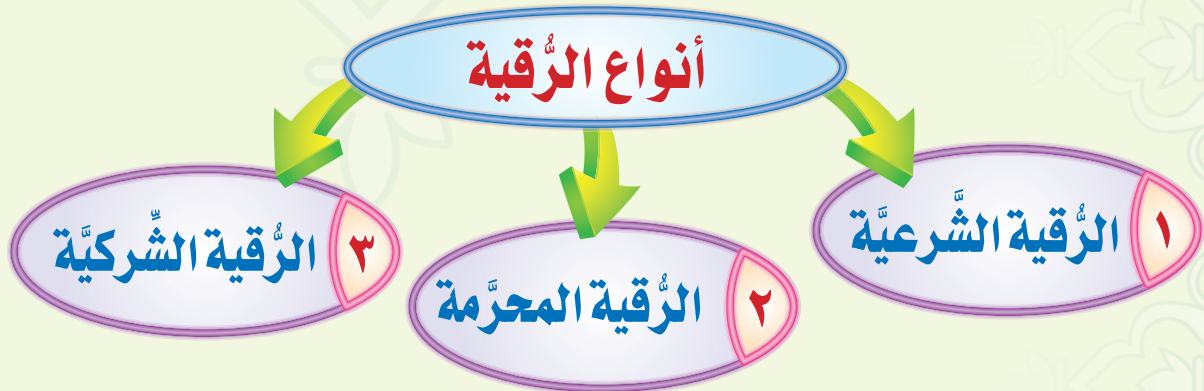 أنواع الرُّقية
١ الرُّقية الشَّرعيَّة
٢ الرُّقية المحرَّمة
٣ الرُّقية الشِّركيَّة